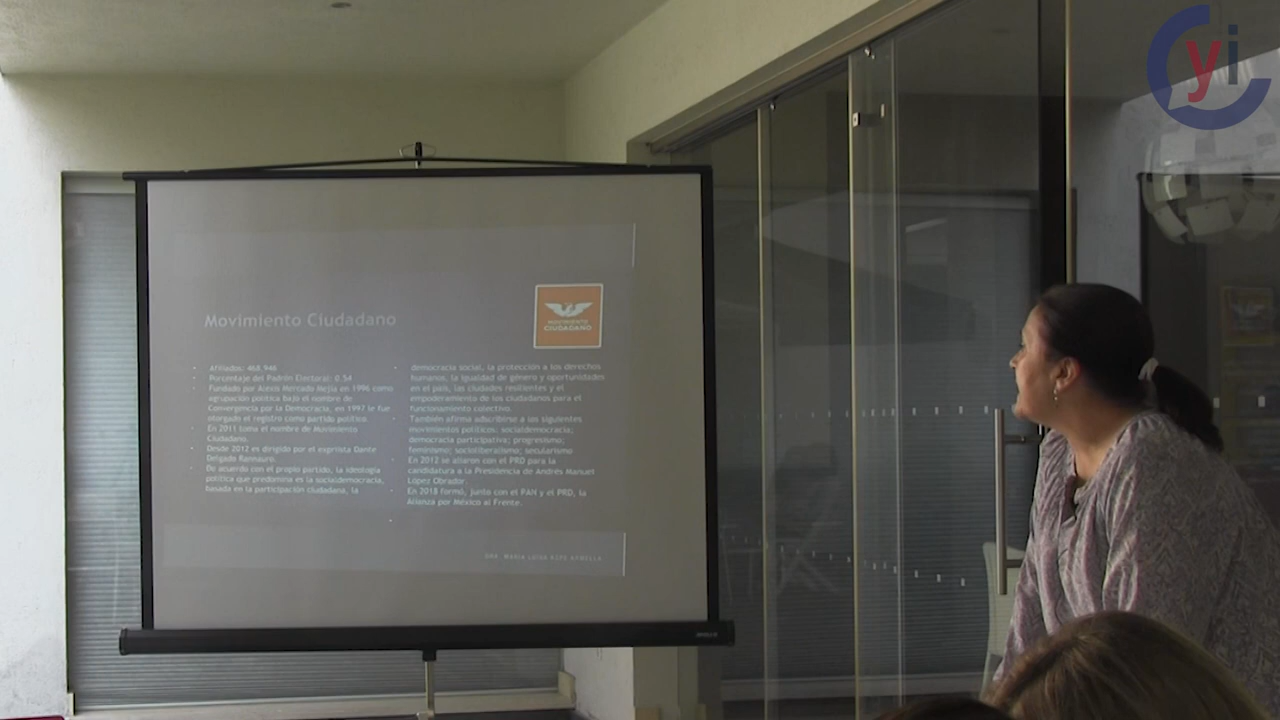 yi
Movimiento Ciudadano
MOVIMIENTO
CIUDADANO
Afiliados: 468,946
Porcentaje del Padrón Electoral: 0.54
Fundado por Alexis Mercado Mejía en 1996 como
agrupación política bajo el nombre de
Convergencia por la Democracia, en 1997 le fue
otorgado el registro como partido político.
En 2011 toma el nombre de Movimiento
Ciudadano.
Desde 2012 es dirigido por el expriista Dante
Delgado Rannauro.
De acuerdo con el propio partido, la ideología
política que predomina es la socialdemocracia,
basada en la participación ciudadana, la
democracia social, la protección a los derechos
humanos, la igualdad de género y oportunidades
en el país, las ciudades resilientes y el
empoderamiento de los ciudadanos para el
funcionamiento colectivo.
También afirma adscribirse a los siguientes
movimientos políticos: socialdemocracia;
democracia participativa; progresismo;
feminismo; socioliberalismo; secularismo
En 2012 se aliaron con el PRD para la
candidatura a la Presidencia de Andrés Manuel
López Obrador.
En 2018 formó, junto con el PAN y el PRD, la
Alianza por México al Frente.
DRA. MARÍA LUISA